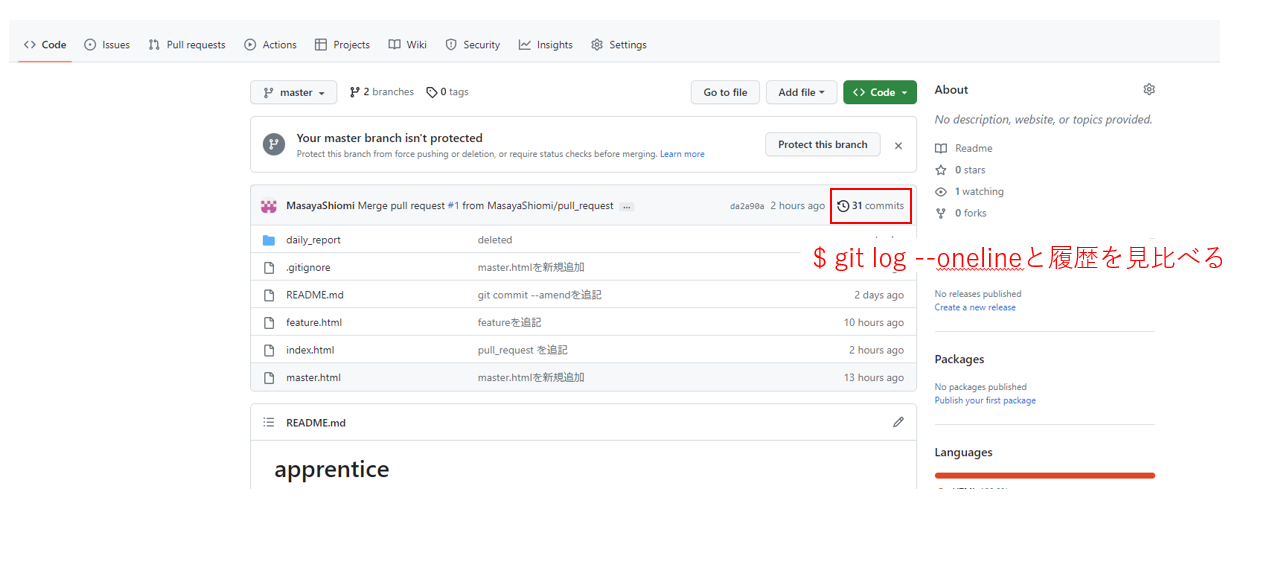 Code Issues Pull requests Actions Projects Wiki Security Insights Settings
master 2 branches 0 tags Go to file Add file Code
Your master branch isn't protected
Protect this branch from force pushing or deletion, or require status checks before merging. Learn more
Protect this branch
MasayaShiomi Merge pull request #1 from MasayaShiomi/pull_request ... da2a90a 2 hours ago 31 commits
daily_report deleted
.gitignore master.htmlを新規追加
README.md git commit --amendを追記 2 days ago
feature.html featureを追記 10 hours ago
index.html pull_request を追記 2 hours ago
master.html master.htmlを新規追加 13 hours ago
README.md
apprentice
About
No description, website, or topics provided.
Readme
0 stars
1 watching
0 forks
$ git log --onelineと履歴を見比べる
No releases published
Create a new release
Packages
No packages published
Publish your first package
Languages